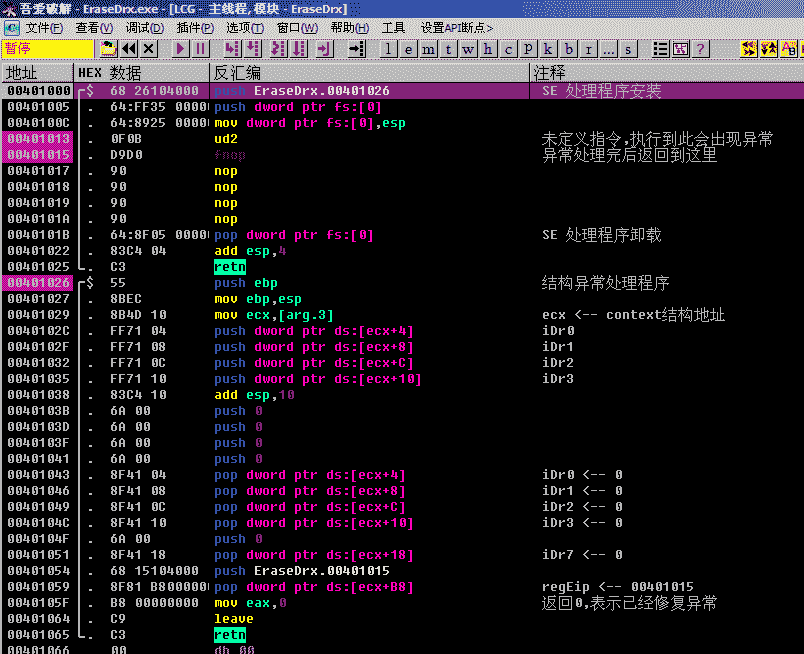 吾爱破解 - EraseDrx.exe - [LCG - 主线程,模块 - EraseDrx]
文件(F) 查看(V) 调试(D) 插件(P) 选项(T) 窗口(W) 帮助(H) 工具 设置API断点>
暂停 l e m t w h c p k b r ... s ?
地址 HEX 数据 反汇编 注释
00401000 $ 68 26104000 push EraseDrx.00401026 SE 处理程序安装
00401005 . 64:FF35 0000 push dword ptr fs:[0]
0040100C . 64:8925 0000 mov dword ptr fs:[0],esp
00401013 . 0F0B ud2 未定义指令,执行到此会出现异常
00401015 . D9D0 fnop 异常处理完后返回到这里
00401017 . 90 nop
00401018 . 90 nop
00401019 . 90 nop
0040101A . 90 nop
0040101B . 64:8F05 0000 pop dword ptr fs:[0] SE 处理程序卸载
00401022 . 83C4 04 add esp,4
00401025 . C3 retn
00401026 $ 55 push ebp 结构异常处理程序
00401027 . 8BEC mov ebp,esp
00401029 . 8B4D 10 mov ecx,[arg.3] ecx <-- context结构地址
0040102C . FF71 04 push dword ptr ds:[ecx+4] iDr0
0040102F . FF71 08 push dword ptr ds:[ecx+8] iDr1
00401032 . FF71 0C push dword ptr ds:[ecx+C] iDr2
00401035 . FF71 10 push dword ptr ds:[ecx+10] iDr3
00401038 . 83C4 10 add esp,10
0040103B . 6A 00 push 0
0040103D . 6A 00 push 0
0040103F . 6A 00 push 0
00401041 . 6A 00 push 0
00401043 . 8F41 04 pop dword ptr ds:[ecx+4] iDr0 <-- 0
00401046 . 8F41 08 pop dword ptr ds:[ecx+8] iDr1 <-- 0
00401049 . 8F41 0C pop dword ptr ds:[ecx+C] iDr2 <-- 0
0040104C . 8F41 10 pop dword ptr ds:[ecx+10] iDr3 <-- 0
0040104F . 6A 00 push 0
00401051 . 8F41 18 pop dword ptr ds:[ecx+18] iDr7 <-- 0
00401054 . 68 15104000 push EraseDrx.00401015
00401059 . 8F81 B800000 pop dword ptr ds:[ecx+B8] regEip <-- 00401015
0040105F . B8 00000000 mov eax,0 返回0,表示已经修复异常
00401064 . C9 leave
00401065 . C3 retn
00401066 00